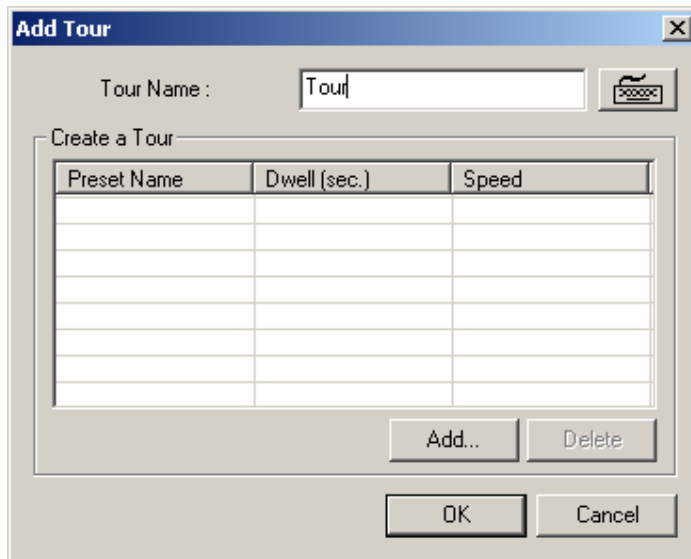 Add Tour
Tour Name : Tour
Create a Tour
Preset Name Dwell (sec.) Speed
Add... Delete
OK Cancel